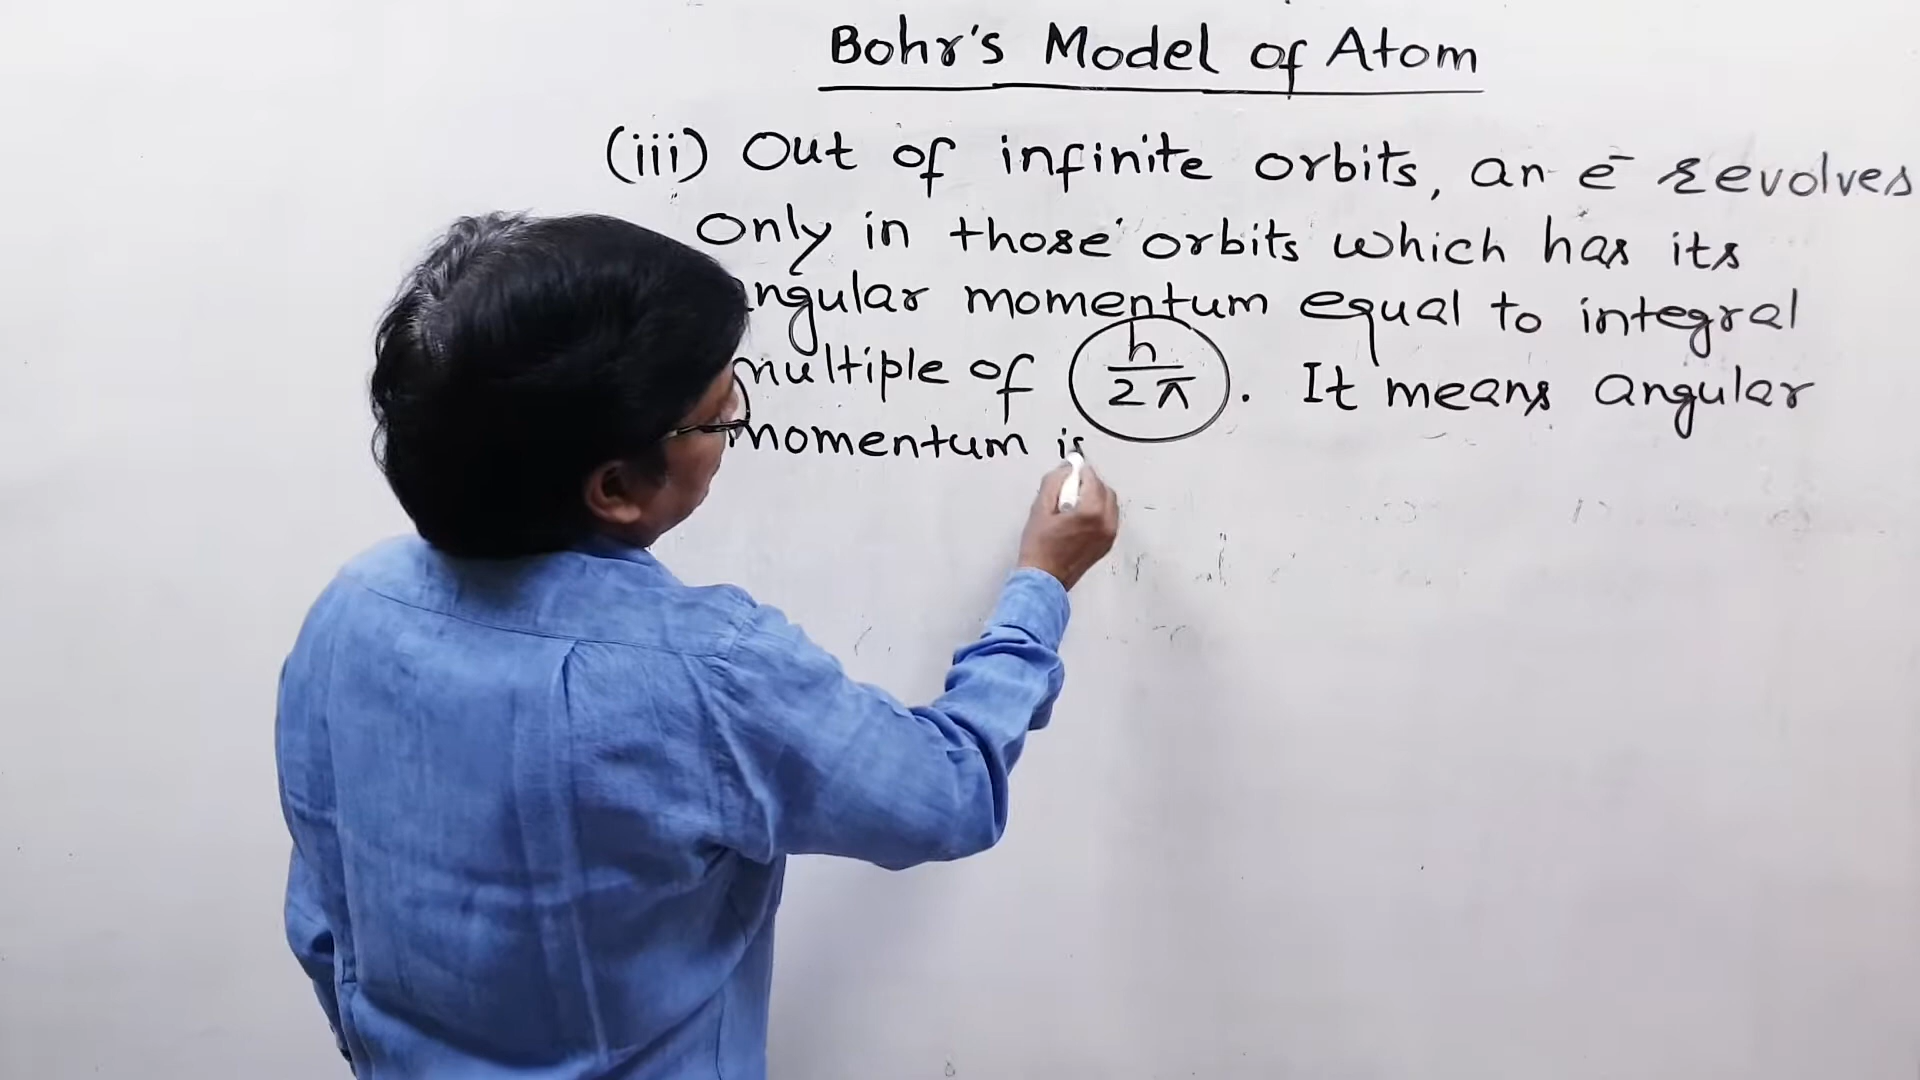 Bohr's Model of Atom
(iii) Out of infinite orbits, an e⁻ revolves
Only in those orbits which has its
angular momentum equal to integral
multiple of h/2π. It means angular
momentum is